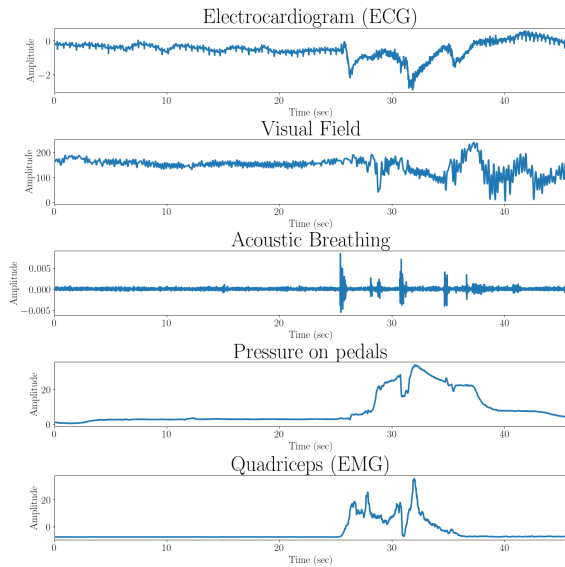 Electrocardiogram (ECG)
Amplitude
0
−2
0 10 20 30 40
Time (sec)
Visual Field
Amplitude
200
100
0
0 10 20 30 40
Time (sec)
Acoustic Breathing
Amplitude
0.005
0.000
−0.005
0 10 20 30 40
Time (sec)
Pressure on pedals
Amplitude
20
0
0 10 20 30 40
Time (sec)
Quadriceps (EMG)
Amplitude
20
0
0 10 20 30 40
Time (sec)